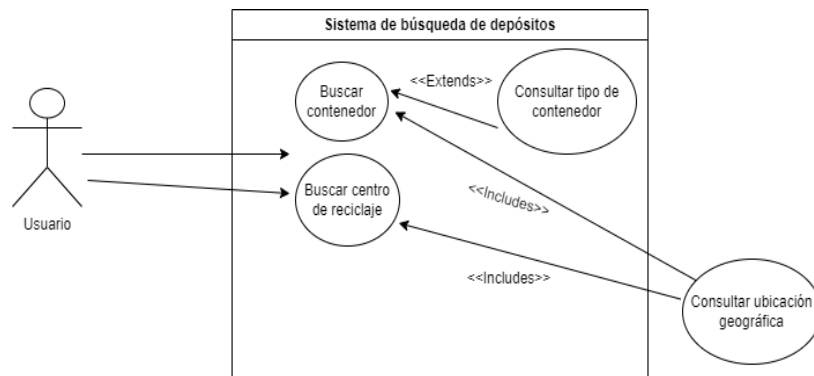 Sistema de búsqueda de depósitos
Buscar
contenedor
<<Extends>>
Consultar tipo de
contenedor
Buscar centro
de reciclaje
Usuario
<<Includes>>
<<Includes>>
Consultar ubicación
geográfica